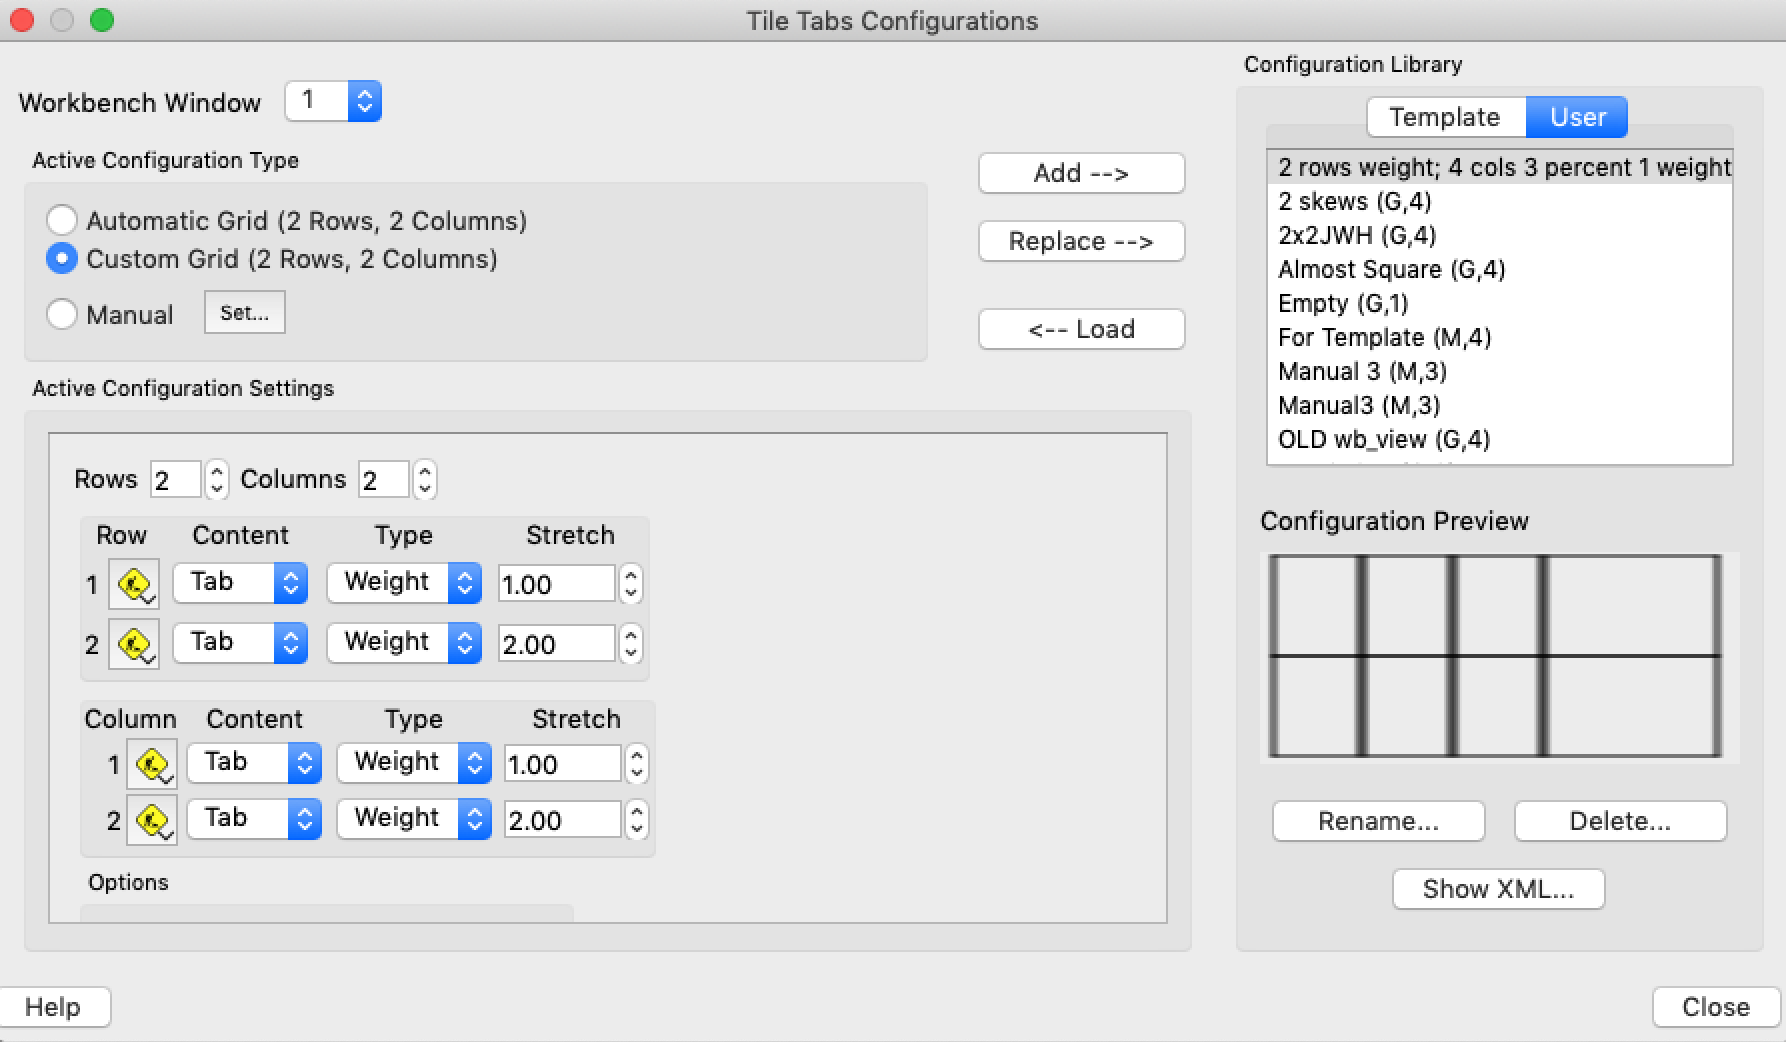 Tile Tabs Configurations
Workbench Window 1
Active Configuration Type
Automatic Grid (2 Rows, 2 Columns)
Custom Grid (2 Rows, 2 Columns)
Manual Set...
Add -->
Replace -->
<-- Load
Active Configuration Settings
Rows 2 Columns 2
Row Content Type Stretch
1 Tab Weight 1.00
2 Tab Weight 2.00
Column Content Type Stretch
1 Tab Weight 1.00
2 Tab Weight 2.00
Options
Configuration Library
Template User
2 rows weight; 4 cols 3 percent 1 weight
2 skews (G,4)
2x2JWH (G,4)
Almost Square (G,4)
Empty (G,1)
For Template (M,4)
Manual 3 (M,3)
Manual3 (M,3)
OLD wb_view (G,4)
Configuration Preview
Rename... Delete...
Show XML...
Help Close